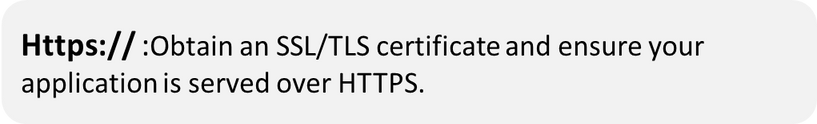 Https:// :Obtain an SSL/TLS certificate and ensure your
application is served over HTTPS.